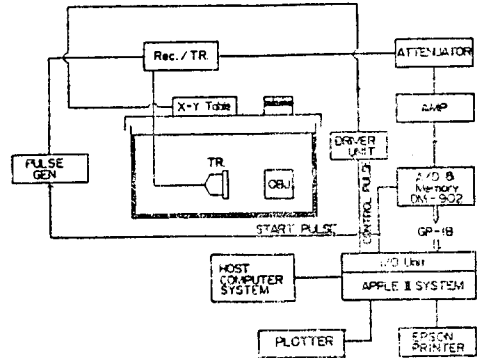 Rec./TR.
ATTENUATOR
X-Y Table
AMP
DRIVER
UNIT
PULSE
GEN
TR.
OBJ
CONTROL PULSE
A/D &
Memory
DM-902
START PULSE
GP-IB
I/O Unit
HOST
COMPUTER
SYSTEM
APPLE II SYSTEM
PLOTTER
EPSON
PRINTER